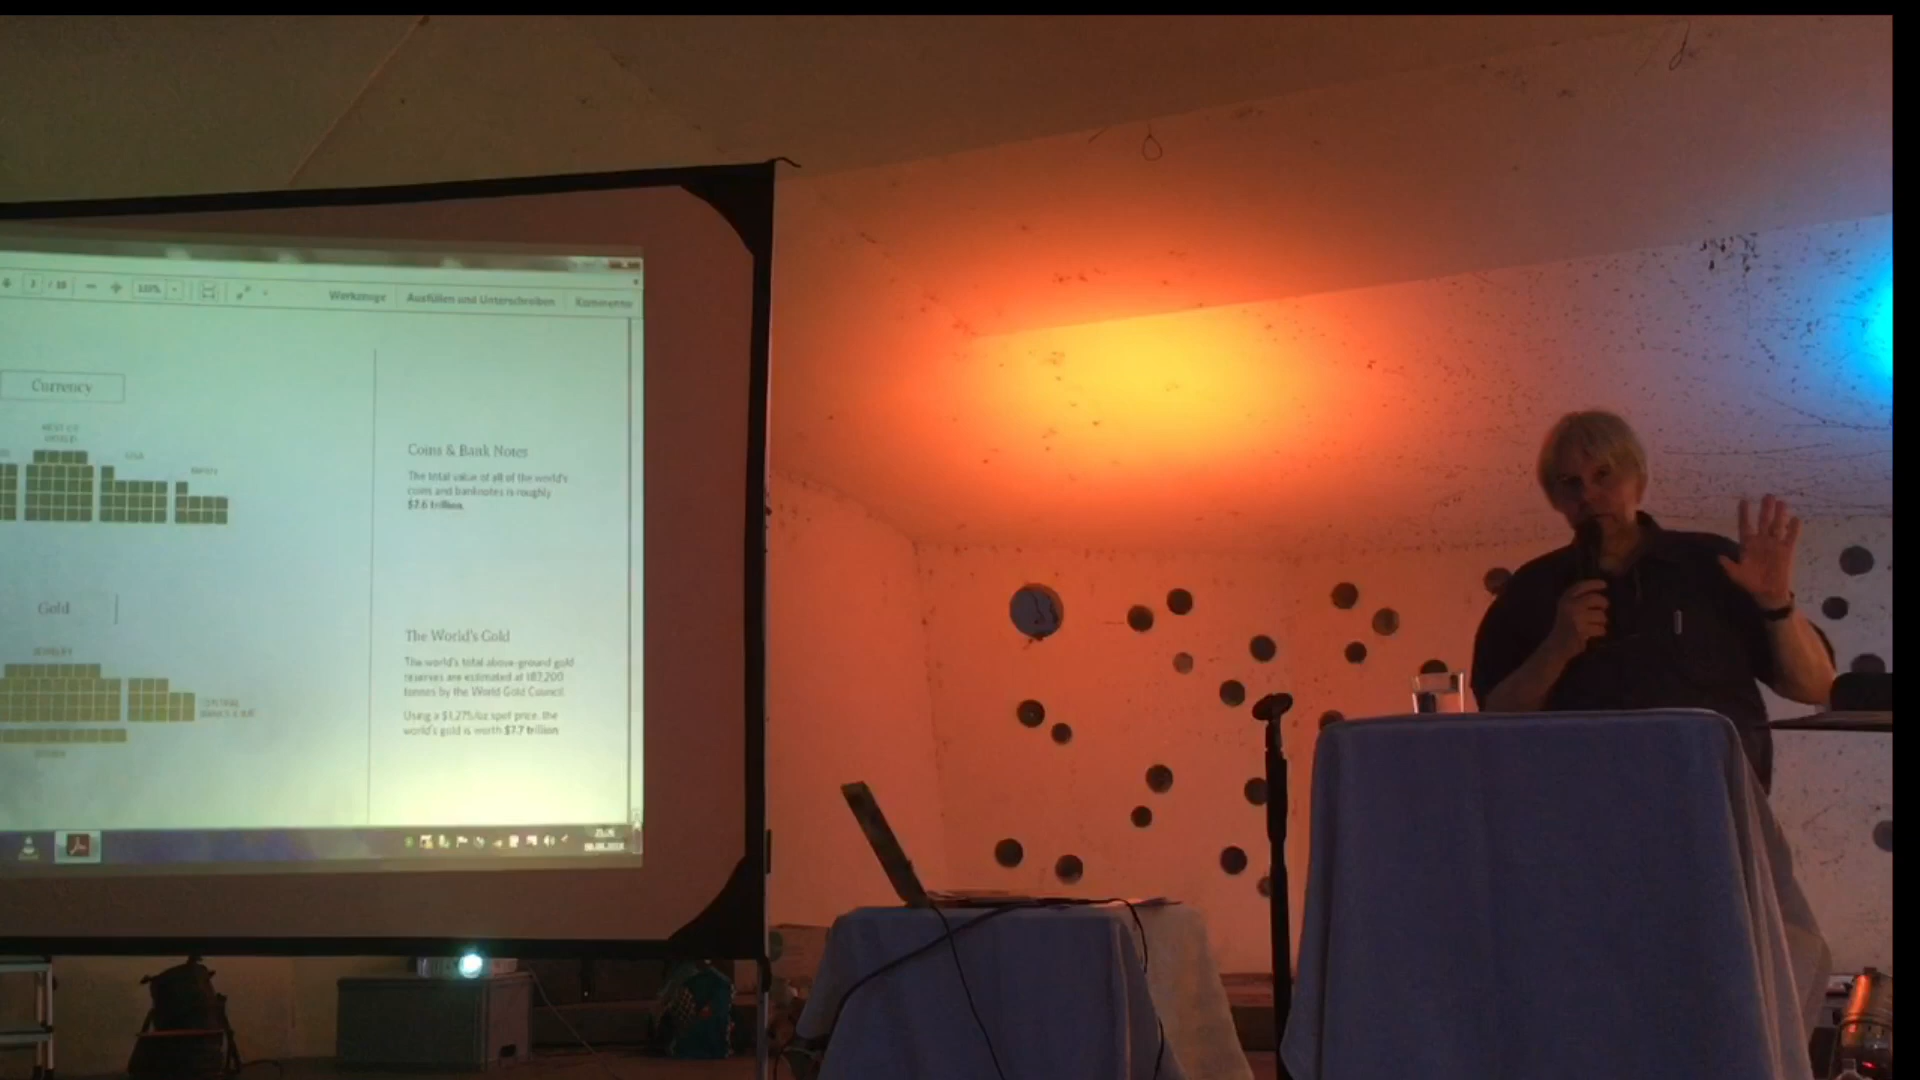 110%
Werkzeuge
Ausfüllen und Unterschreiben
Kommentar
Currency
USA
Coins & Bank Notes
The total value of all of the world's
coins and banknotes is roughly
$7.6 trillion.
Gold
JEWELRY
The World's Gold
The world's total above-ground gold
reserves are estimated at 187,200
tonnes by the World Gold Council.
Using a $1,275/oz spot price, the
world's gold is worth $7.7 trillion